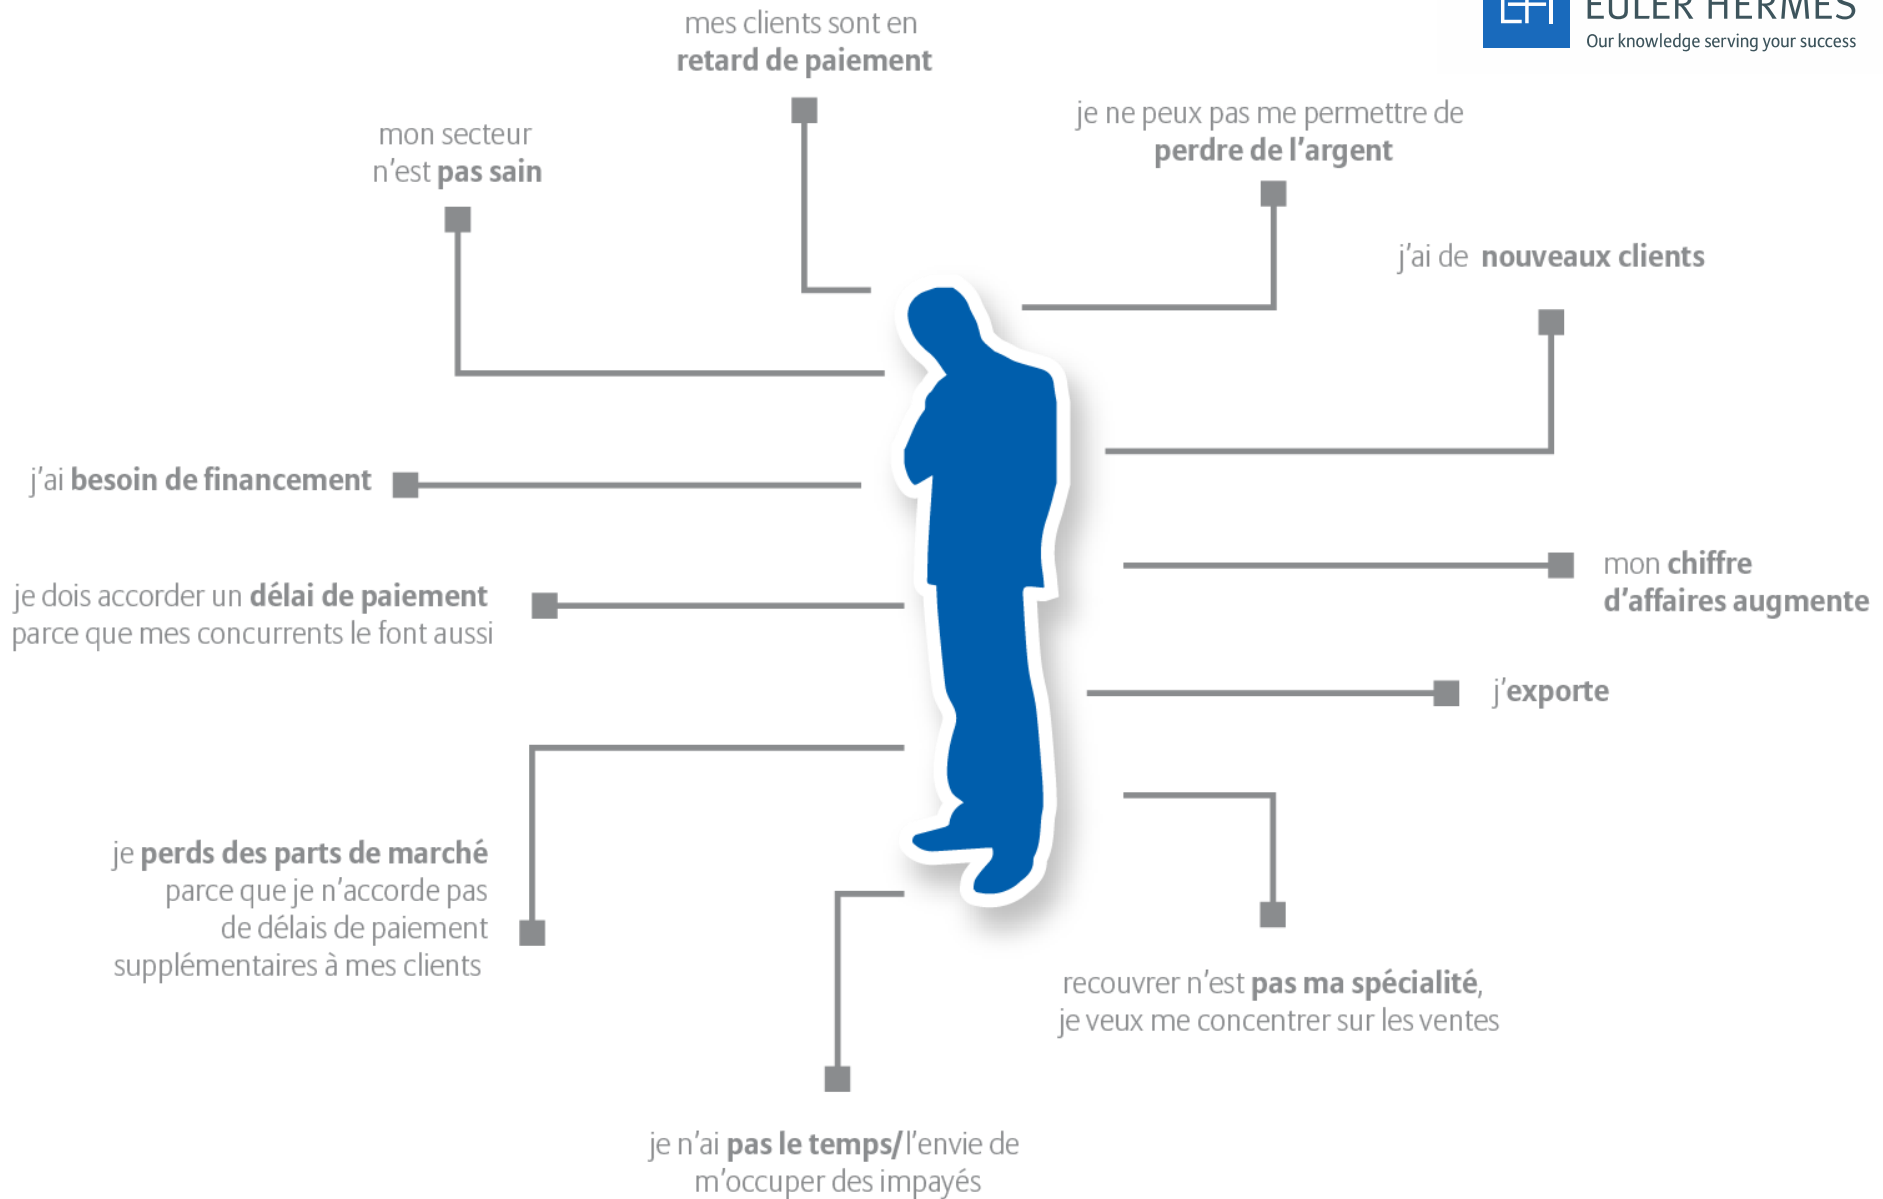 mes clients sont en
retard de paiement
EULER HERMES
Our knowledge serving your success
je ne peux pas me permettre de
perdre de l'argent
mon secteur
n'est pas sain
j'ai de nouveaux clients
j'ai besoin de financement
mon chiffre
d'affaires augmente
je dois accorder un délai de paiement
parce que mes concurrents le font aussi
j'exporte
je perds des parts de marché
parce que je n'accorde pas
de délais de paiement
supplémentaires à mes clients
recouvrer n'est pas ma spécialité,
je veux me concentrer sur les ventes
je n'ai pas le temps/l'envie de
m'occuper des impayés